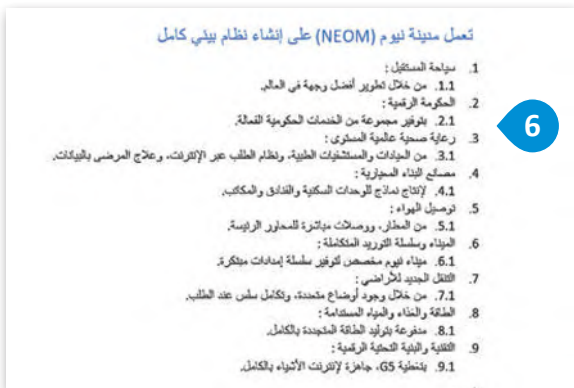 تعمل مدينة نيوم (NEOM) على إنشاء نظام بيئي كامل
1. سياحة المستقبل :
1.1. من خلال تطوير أفضل وجهة في العالم.
2. الحكومة الرقمية :
2.1. بتوفير مجموعة من الخدمات الحكومية الفعالة.
3. رعاية صحية عالمية المستوى :
3.1. من العيادات والمستشفيات الطبية، ونظام الطلب عبر الإنترنت، وعلاج المرضى بالبيانات.
4. مصانع البناء المعيارية :
4.1. لإنتاج نماذج للوحدات السكنية والفنادق والمكاتب.
5. توصيل الهواء :
5.1. من المطار، ووصلات مباشرة للمحاور الرئيسة.
6. الميناء وسلسلة التوريد المتكاملة :
6.1. ميناء نيوم مخصص لتوفير سلسلة إمدادات مبتكرة.
7. التنقل الجديد للأراضي :
7.1. من خلال وجود أوضاع متعددة، وتكامل سلس عند الطلب.
8. الطاقة والغذاء والمياه المستدامة :
8.1. مدفوعة بتوليد الطاقة المتجددة بالكامل.
9. التقنية والبنية التحتية الرقمية :
9.1. بتغطية G5، جاهزة لإنترنت الأشياء بالكامل.
6